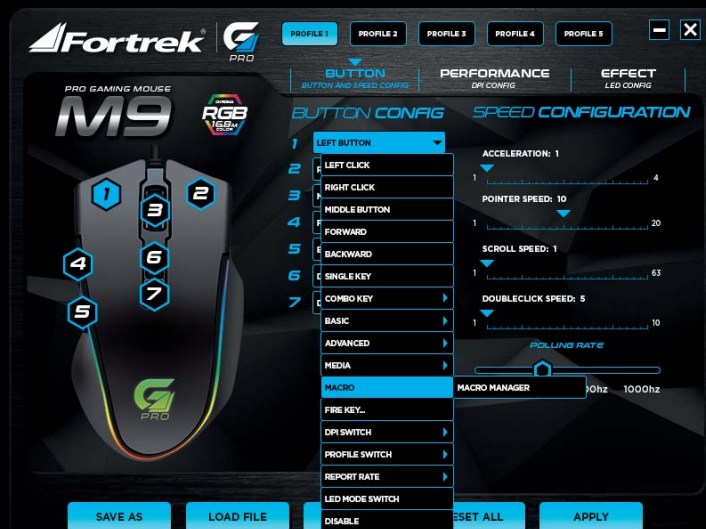 Fortrek G PRO
PROFILE 1 PROFILE 2 PROFILE 3 PROFILE 4 PROFILE 5
BUTTON PERFORMANCE EFFECT
BUTTON AND SPEED CONFIG DPI CONFIG LED CONFIG
PRO GAMING MOUSE
M9
RGB
16.8M
COLOR
BUTTON CONFIG SPEED CONFIGURATION
1 LEFT BUTTON
LEFT CLICK
RIGHT CLICK
MIDDLE BUTTON
FORWARD
BACKWARD
SINGLE KEY
COMBO KEY
BASIC
ADVANCED
MEDIA
MACRO MACRO MANAGER
FIRE KEY...
DPI SWITCH
PROFILE SWITCH
REPORT RATE
LED MODE SWITCH
DISABLE
2
3
4
5
6
7
ACCELERATION: 1
1 4
POINTER SPEED: 10
1 20
SCROLL SPEED: 1
1 63
DOUBLECLICK SPEED: 5
1 10
POLLING RATE
1000hz
1
2
3
4
5
6
7
G
PRO
SAVE AS LOAD FILE APPLY